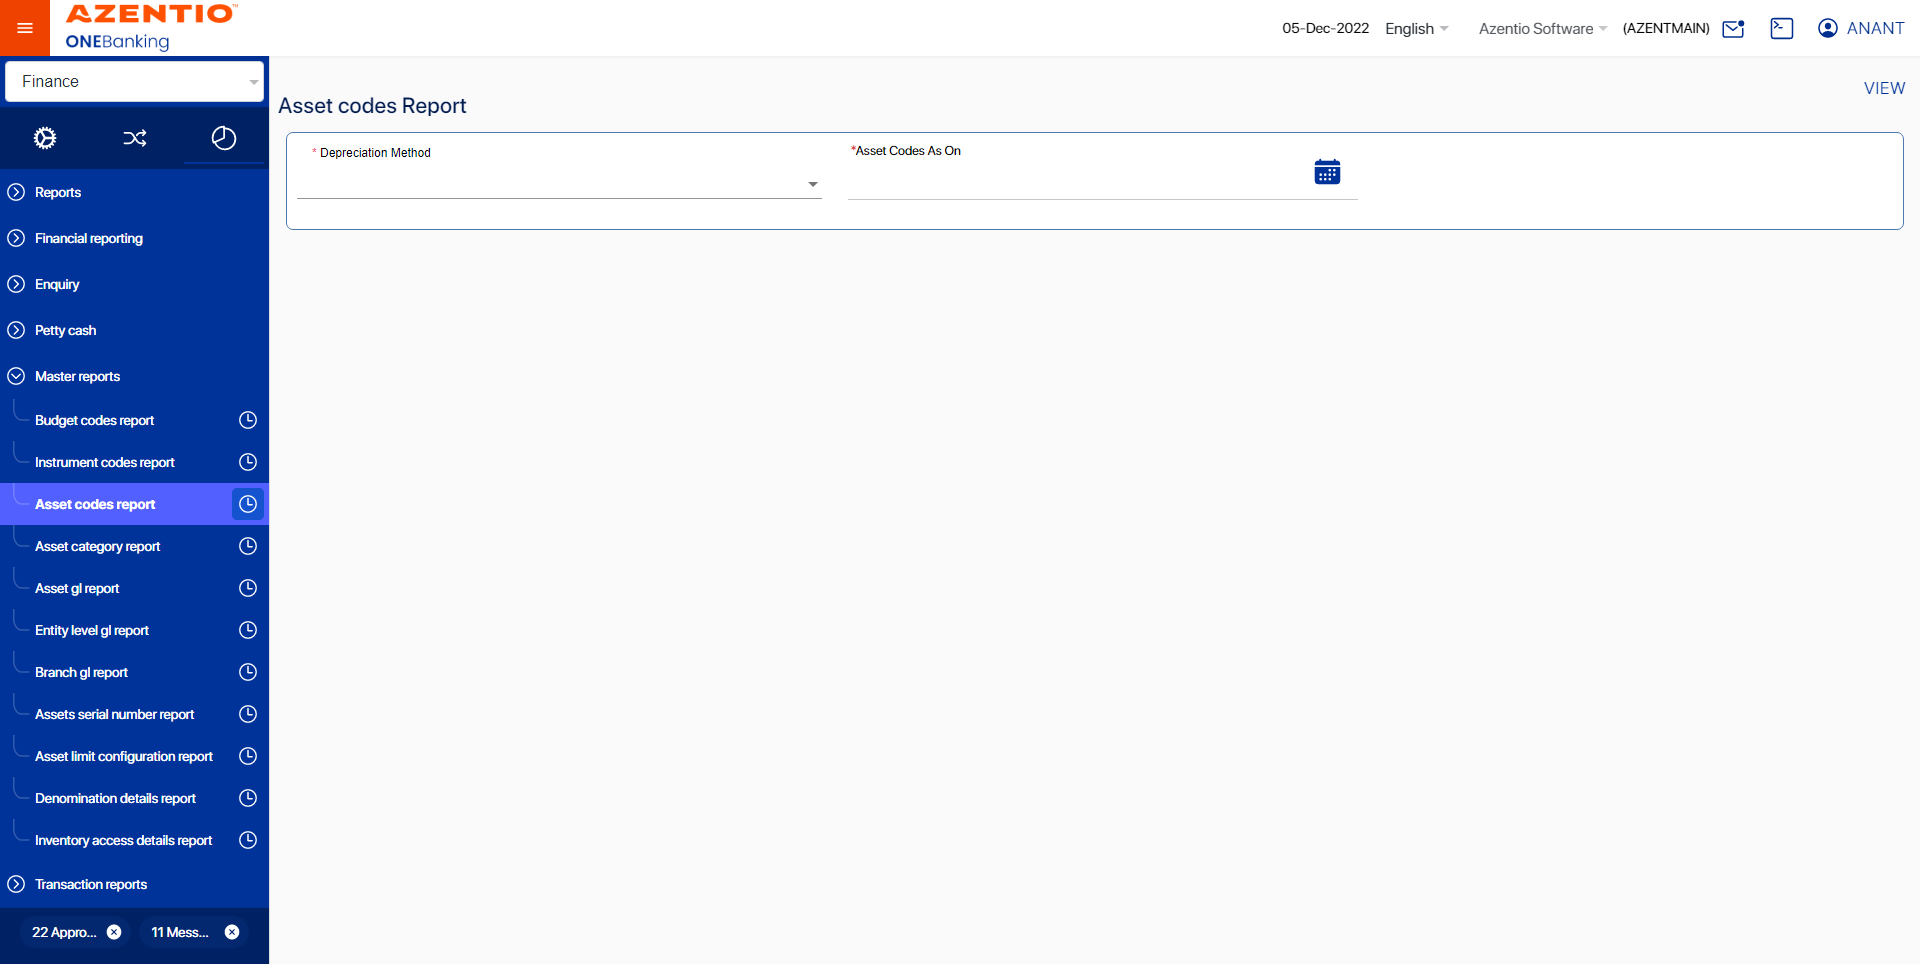 AZENTIO™
ONEBanking
05-Dec-2022 English Azentio Software (AZENTMAIN) ANANT
Finance
VIEW
Asset codes Report
* Depreciation Method
*Asset Codes As On
Reports
Financial reporting
Enquiry
Petty cash
Master reports
Budget codes report
Instrument codes report
Asset codes report
Asset category report
Asset gl report
Entity level gl report
Branch gl report
Assets serial number report
Asset limit configuration report
Denomination details report
Inventory access details report
Transaction reports
22 Appro... 11 Mess...